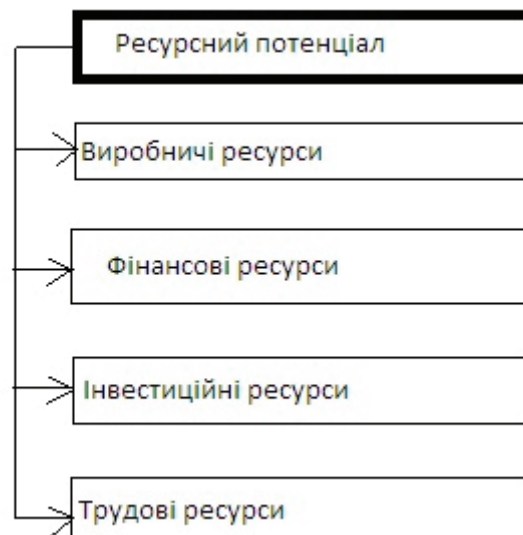 Ресурсний потенціал
Виробничі ресурси
Фінансові ресурси
Інвестиційні ресурси
Трудові ресурси